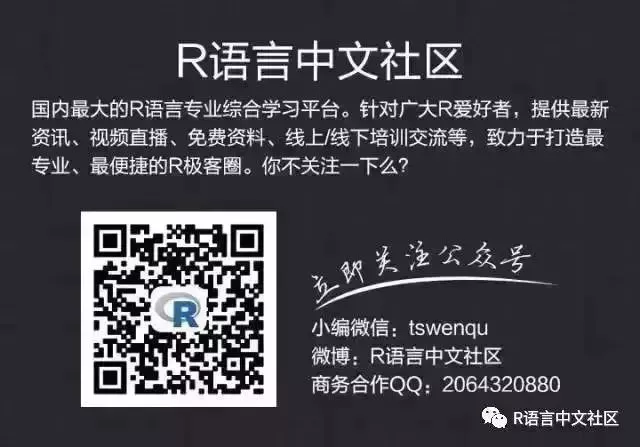 R语言中文社区
国内最大的R语言专业综合学习平台。针对广大R爱好者，提供最新
资讯、视频直播、免费资料、线上/线下培训交流等，致力于打造最
专业、最便捷的R极客圈。你不关注一下么？
R
立即关注公众号
小编微信：tswenqu
微博：R语言中文社区
商务合作QQ：2064320880
R语言中文社区